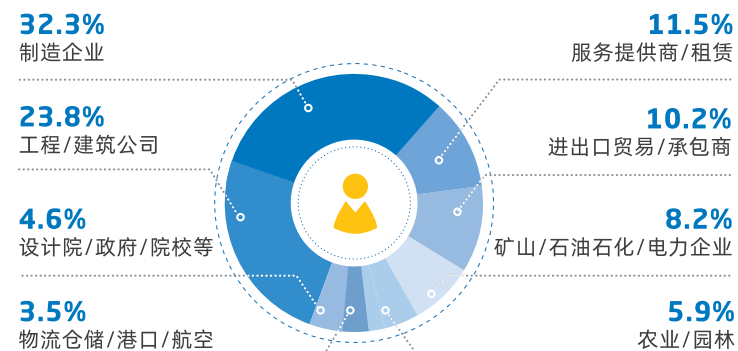 32.3%
制造企业
23.8%
工程/建筑公司
4.6%
设计院/政府/院校等
3.5%
物流仓储/港口/航空
11.5%
服务提供商/租赁
10.2%
进出口贸易/承包商
8.2%
矿山/石油石化/电力企业
5.9%
农业/园林